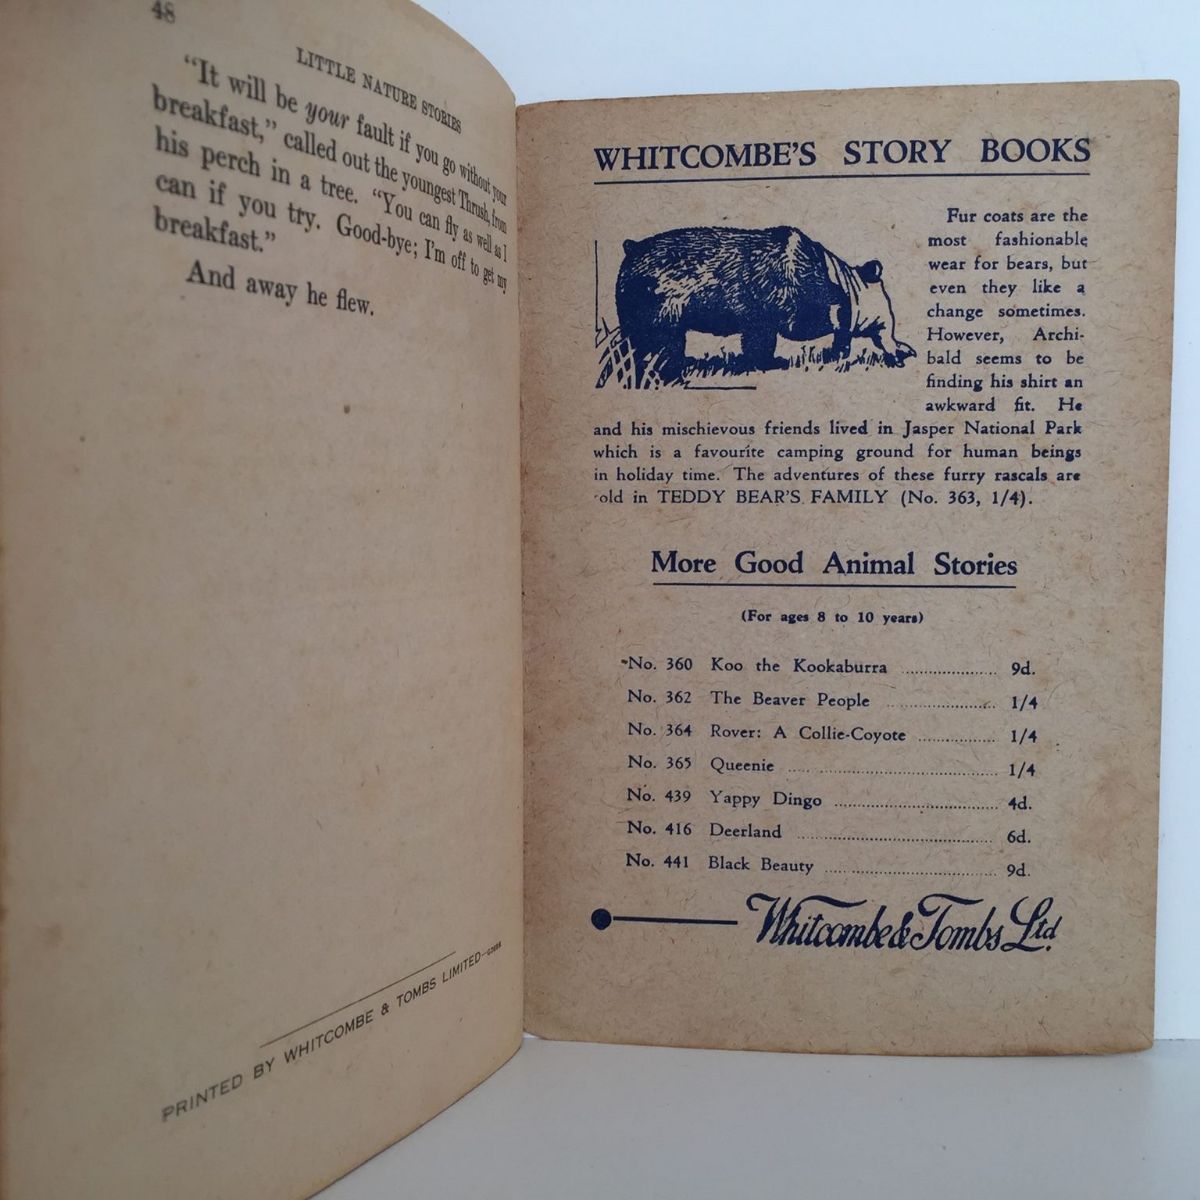 48
LITTLE NATURE STORIES
"It will be your fault if you go without your
breakfast," called out the youngest Thrush, from
his perch in a tree. "You can fly as well as I
can if you try. Good-bye; I'm off to get my
breakfast."
And away he flew.
PRINTED BY WHITCOMBE & TOMBS LIMITED—
WHITCOMBE'S STORY BOOKS
Fur coats are the
most fashionable
wear for bears, but
even they like a
change sometimes.
However, Archi-
bald seems to be
finding his shirt an
awkward fit. He
and his mischievous friends lived in Jasper National Park
which is a favourite camping ground for human beings
in holiday time. The adventures of these furry rascals are
old in TEDDY BEAR'S FAMILY (No. 363, 1/4).
More Good Animal Stories
(For ages 8 to 10 years)
No. 360 Koo the Kookaburra .................... 9d.
No. 362 The Beaver People ...................... 1/4
No. 364 Rover: A Collie-Coyote ................ 1/4
No. 365 Queenie .......................................... 1/4
No. 439 Yappy Dingo ................................ 4d.
No. 416 Deerland ........................................ 6d.
No. 441 Black Beauty .................................. 9d.
Whitcombe & Tombs Ltd.